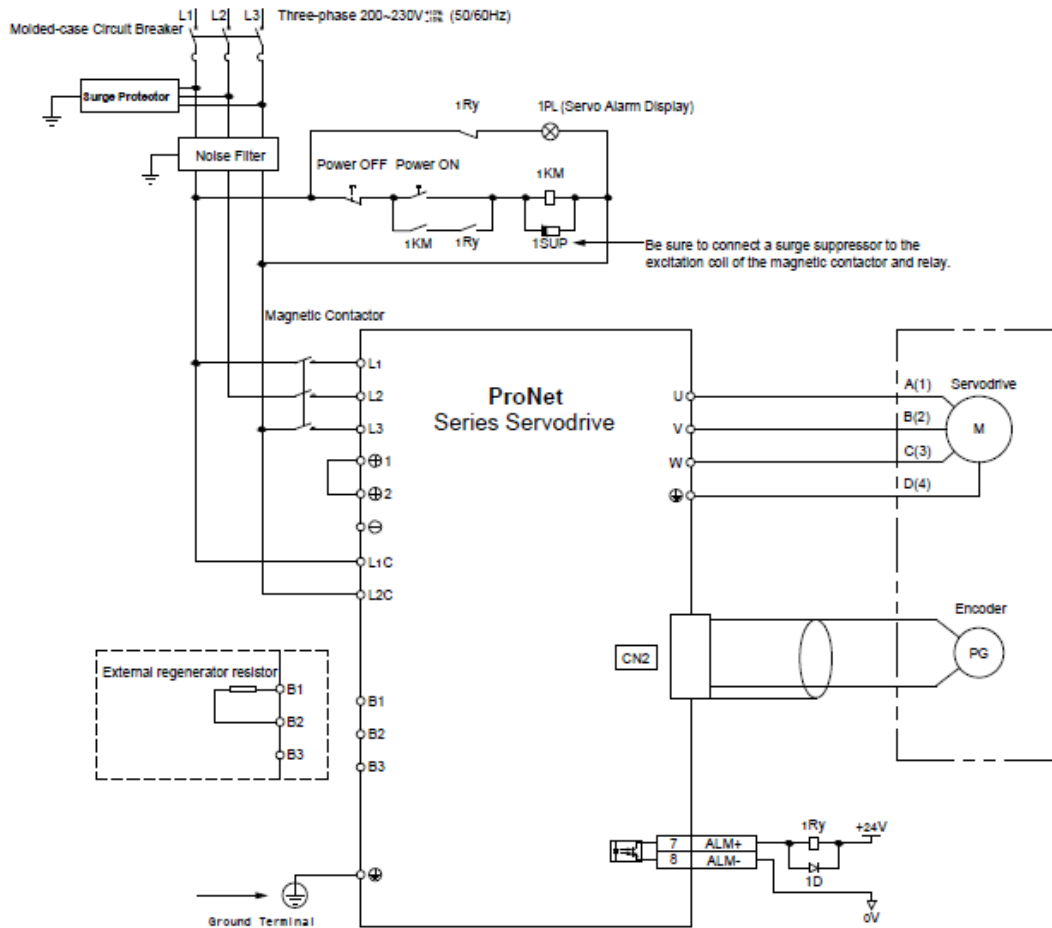 L1 L2 L3 Three-phase 200~230V (50/60Hz)
Molded-case Circuit Breaker
Surge Protector
1Ry
1PL (Servo Alarm Display)
Noise Filter
Power OFF
Power ON
1KM
1KM
1Ry
1SUP
Be sure to connect a surge suppressor to the
excitation coil of the magnetic contactor and relay.
Magnetic Contactor
L1
L2
L3
1
2
L1C
L2C
ProNet
Series Servodrive
U
V
W
A(1)
B(2)
C(3)
D(4)
Servodrive
M
Encoder
PG
CN2
External regenerator resistor
B1
B2
B3
B1
B2
B3
7 ALM+
8 ALM-
1Ry
+24V
1D
0V
Ground Terminal